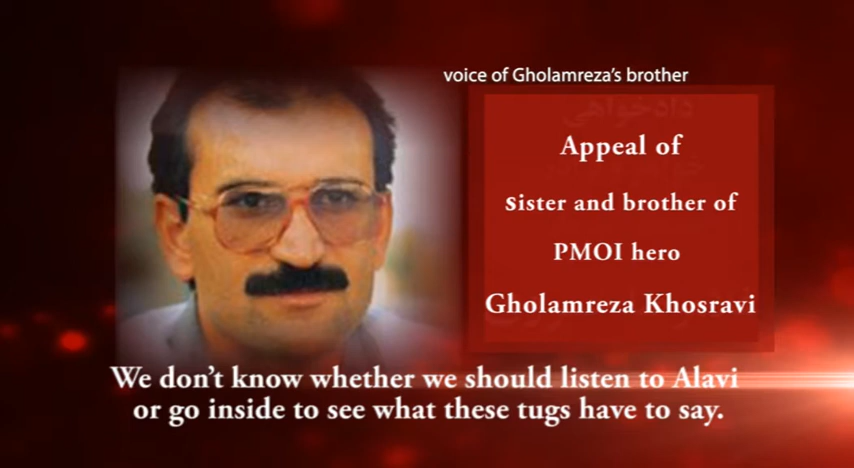 voice of Gholamreza's brother
دادخواهی
Appeal of
sister and brother of
PMOI hero
Gholamreza Khosravi
We don't know whether we should listen to Alavi
or go inside to see what these tugs have to say.